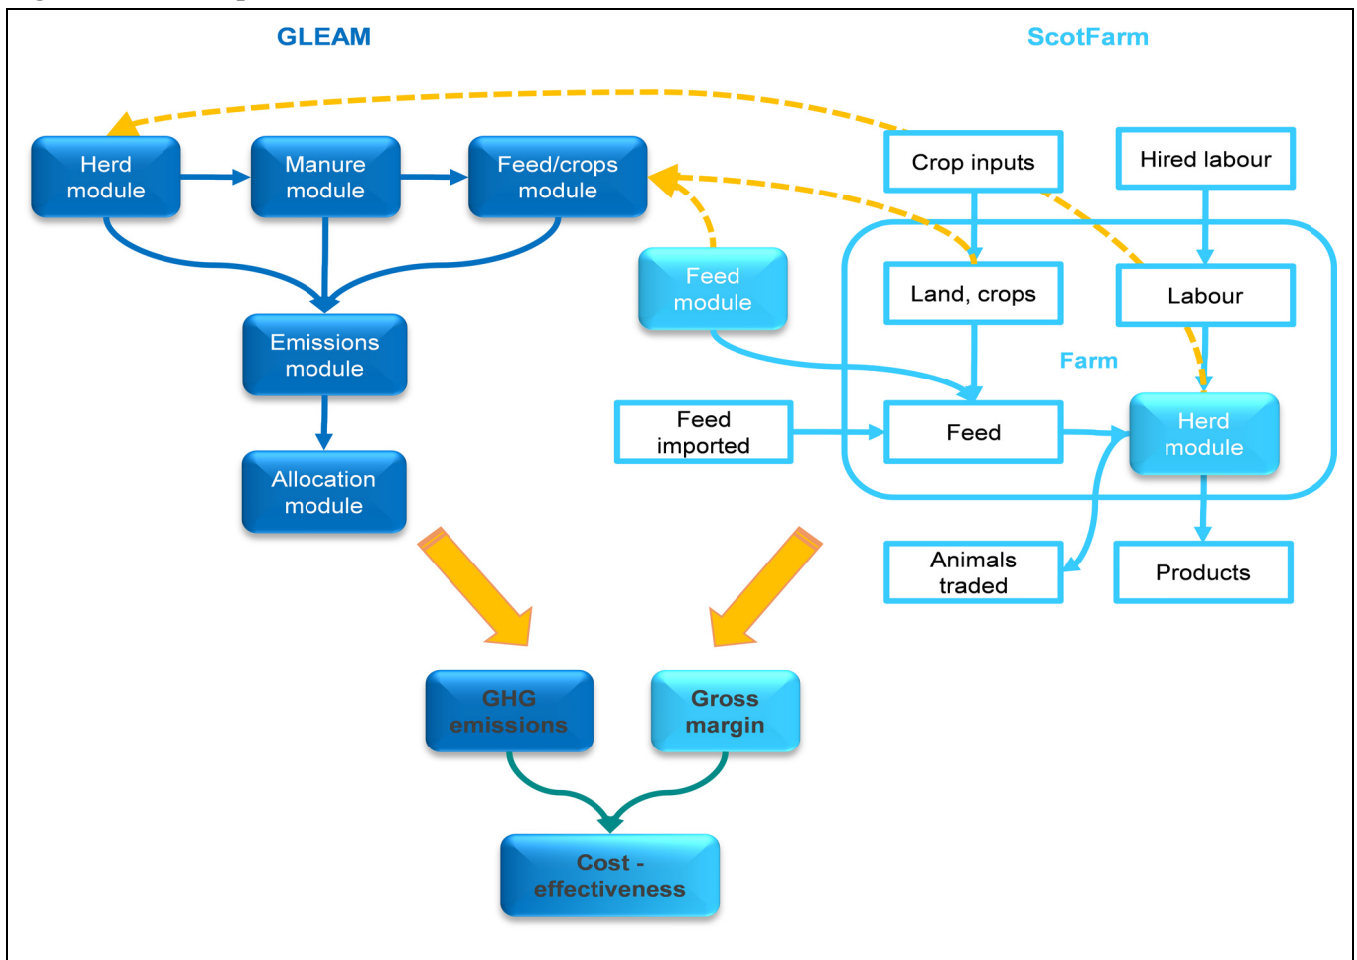 GLEAM
ScotFarm
Herd
module
Manure
module
Feed/crops
module
Crop inputs
Hired labour
Feed
module
Land, crops
Labour
Emissions
module
Farm
Feed
imported
Feed
Herd
module
Allocation
module
Animals
traded
Products
GHG
emissions
Gross
margin
Cost -
effectiveness